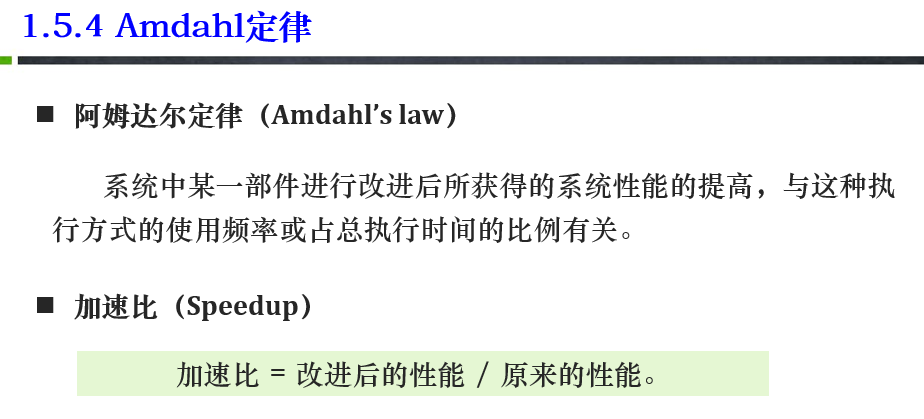 1.5.4 Amdahl定律
■ 阿姆达尔定律（Amdahl’s law）
系统中某一部件进行改进后所获得的系统性能的提高，与这种执
行方式的使用频率或占总执行时间的比例有关。
■ 加速比（Speedup）
加速比 = 改进后的性能 / 原来的性能。